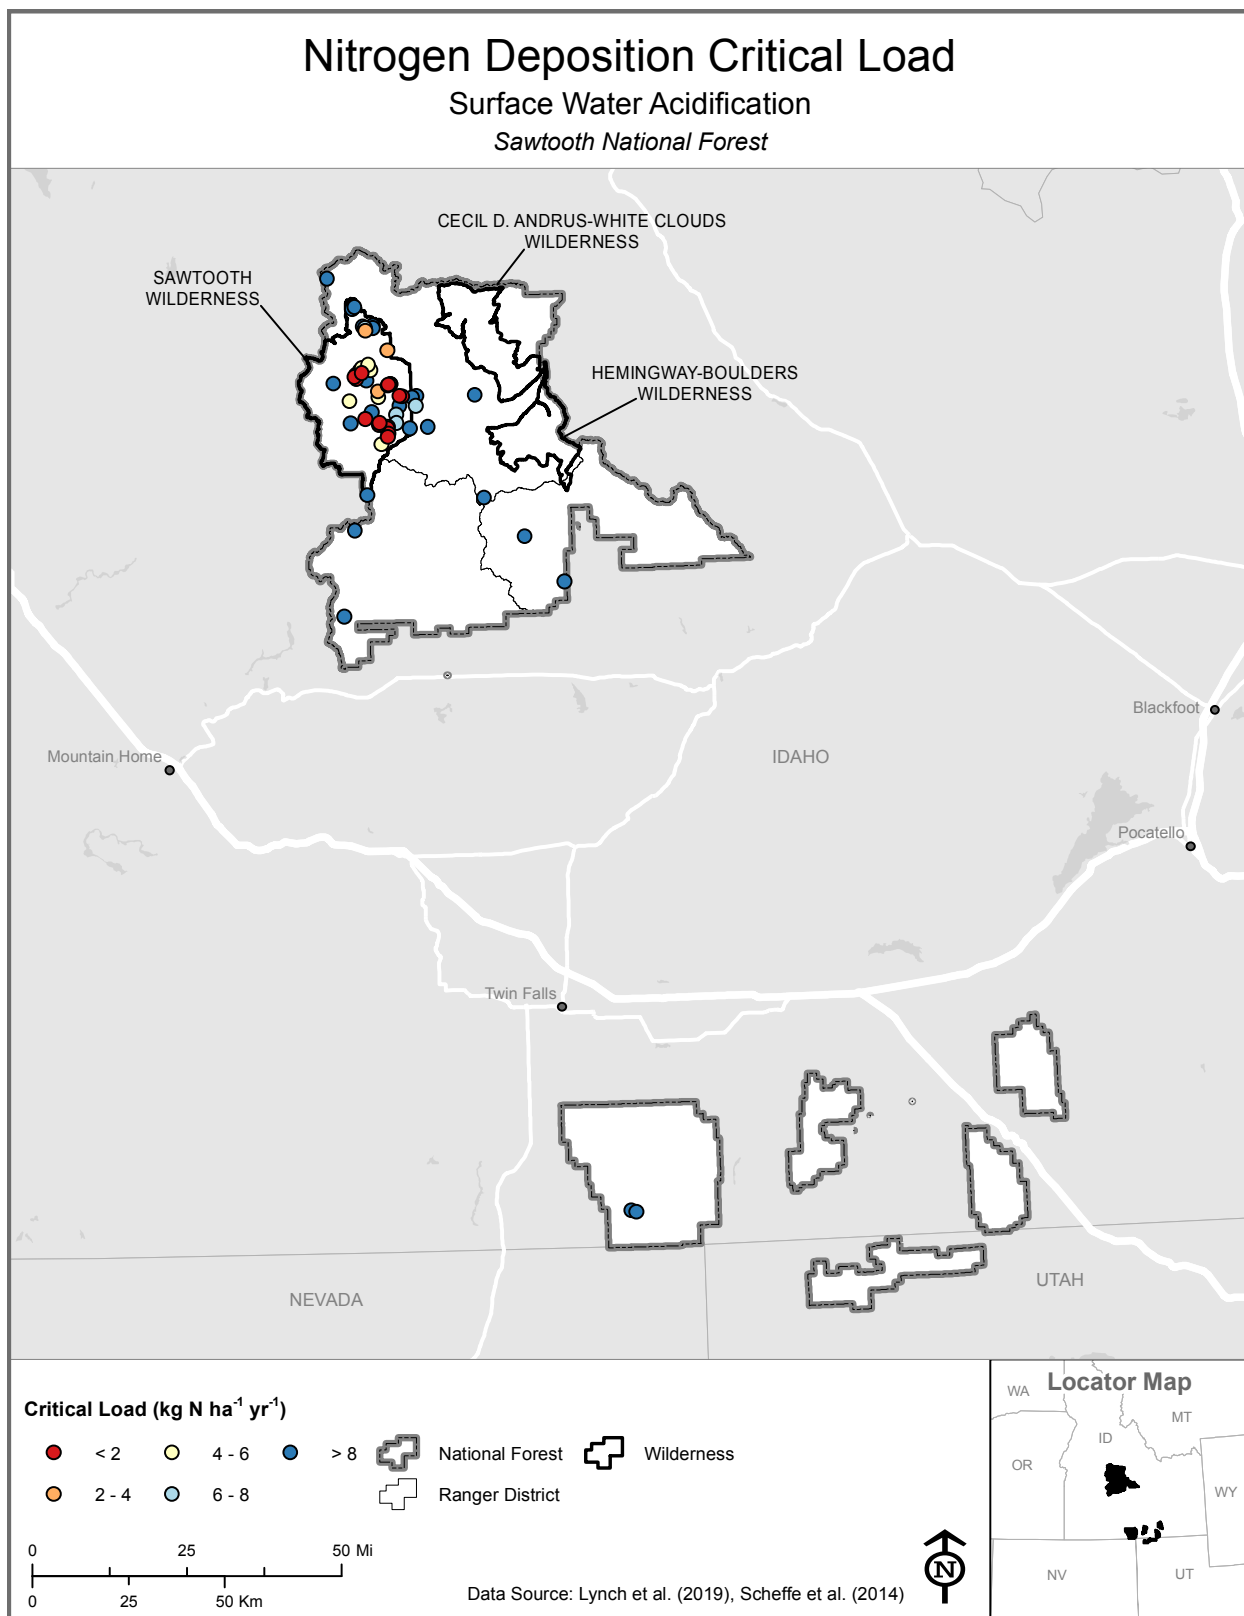 Nitrogen Deposition Critical Load
Surface Water Acidification
Sawtooth National Forest
CECIL D. ANDRUS-WHITE CLOUDS
WILDERNESS
SAWTOOTH
WILDERNESS
HEMINGWAY-BOULDERS
WILDERNESS
Blackfoot
Mountain Home
IDAHO
Pocatello
Twin Falls
NEVADA
UTAH
Critical Load (kg N ha⁻¹ yr⁻¹)
< 2
4 - 6
> 8
National Forest
Wilderness
2 - 4
6 - 8
Ranger District
0 25 50 Mi
0 25 50 Km
Data Source: Lynch et al. (2019), Scheffe et al. (2014)
N
Locator Map
WA
MT
ID
OR
WY
NV
UT